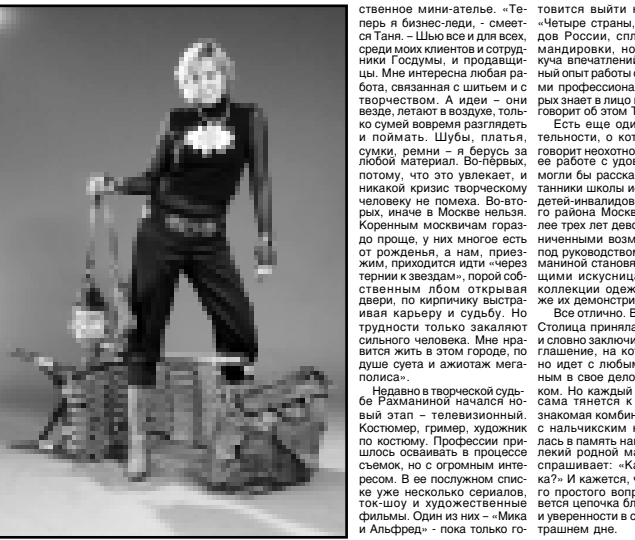 ственное мини-ателье. «Те-
перь я бизнес-леди, - смеет-
ся Таня. – Шью все и для всех,
среди моих клиентов и сотруд-
ники Госдумы, и продавщи-
цы. Мне интересна любая ра-
бота, связанная с шитьем и с
творчеством. А идеи – они
везде, летают в воздухе, толь-
ко сумей вовремя разглядеть
и поймать. Шубы, платья,
сумки, ремни – я берусь за
любой материал. Во-первых,
потому, что это увлекает, и
никакой кризис творческому
человеку не помеха. Во-вто-
рых, иначе в Москве нельзя.
Коренным москвичам гораз-
до проще, у них многое есть
от рожденья, а нам, приез-
жим, приходится идти «через
тернии к звездам», порой соб-
ственным лбом открывая
двери, по кирпичику выстра-
ивая карьеру и судьбу. Но
трудности только закаляют
сильного человека. Мне нра-
вится жить в этом городе, по
душе суета и ажиотаж мега-
полиса».
Недавно в творческой судь-
бе Рахманиной начался но-
вый этап – телевизионный.
Костюмер, гример, художник
по костюму. Профессии при-
шлось осваивать в процессе
съемок, но с огромным инте-
ресом. В ее послужном спис-
ке уже несколько сериалов,
ток-шоу и художественные
фильмы. Один из них – «Мика
и Альфред» - пока только го-
товится выйти
«Четыре страны,
дов России, спл
мандировки, но
куча впечатлений
ный опыт работы
ми профессиона
рых знает в лицо
говорит об этом Т
Есть еще оди
тельности, о кот
говорит неохотно
ее работе с удов
могли бы расска
танники школы и
детей-инвалидов
го района Москв
лее трех лет дево
ниченными возм
под руководством
маниной становя
щими искусница
коллекции одеж
же их демонстри
Все отлично. В
Столица приняла
и словно заключи
глашение, на кот
но идет с любым
ным в свое дело
ком. Но каждый
сама тянется к
знакомая комбин
с нальчикским
лась в память наш
лекий родной ма
спрашивает: «Ка
ка?» И кажется, ч
го простого вопр
вется цепочка бл
и уверенности в с
трашнем дне.